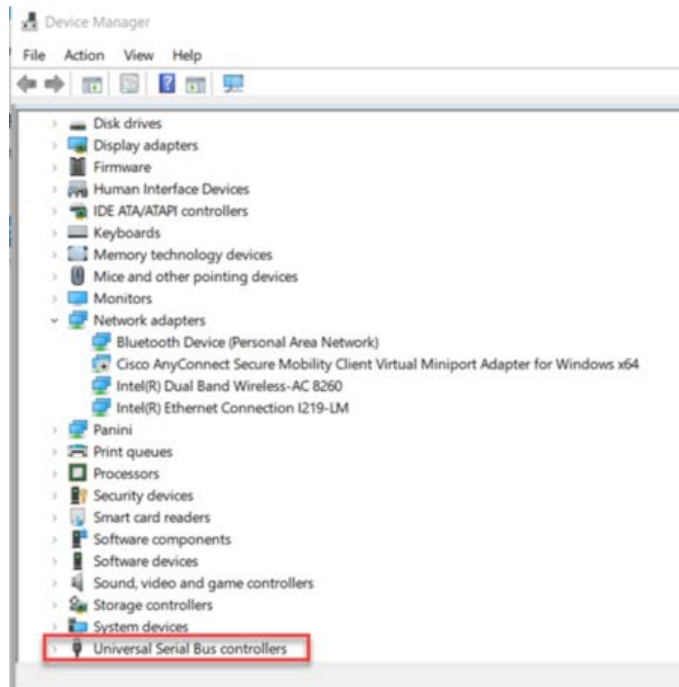 Device Manager
File Action View Help
Disk drives
Display adapters
Firmware
Human Interface Devices
IDE ATA/ATAPI controllers
Keyboards
Memory technology devices
Mice and other pointing devices
Monitors
Network adapters
Bluetooth Device (Personal Area Network)
Cisco AnyConnect Secure Mobility Client Virtual Miniport Adapter for Windows x64
Intel(R) Dual Band Wireless-AC 8260
Intel(R) Ethernet Connection I219-LM
Panini
Print queues
Processors
Security devices
Smart card readers
Software components
Software devices
Sound, video and game controllers
Storage controllers
System devices
Universal Serial Bus controllers